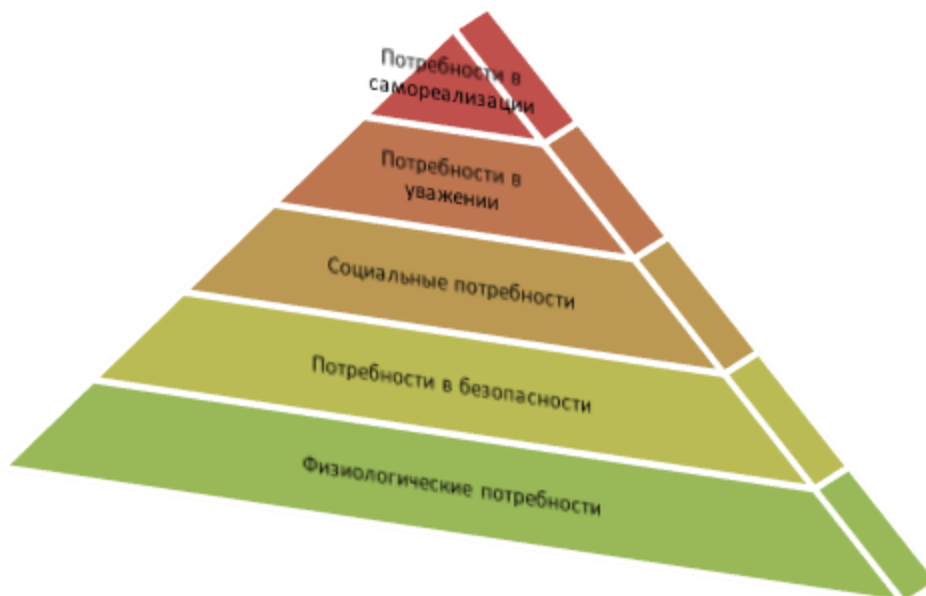 Потребности в
самореализации
Потребности в
уважении
Социальные потребности
Потребности в безопасности
Физиологические потребности